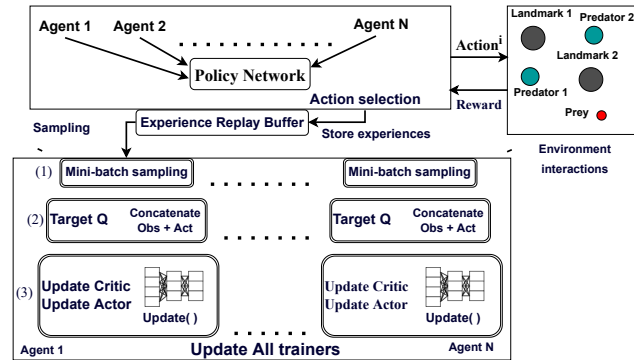 Agent 1
Agent 2
Agent N
Policy Network
Action selection
Actionⁱ
Reward
Landmark 1
Predator 2
Landmark 2
Predator 1
Prey
Environment
interactions
Sampling
Experience Replay Buffer
Store experiences
(1)
Mini-batch sampling
Mini-batch sampling
(2)
Target Q
Concatenate
Obs + Act
Target Q
Concatenate
Obs + Act
(3)
Update Critic
Update Actor
Update( )
Update Critic
Update Actor
Update( )
Agent 1
Update All trainers
Agent N